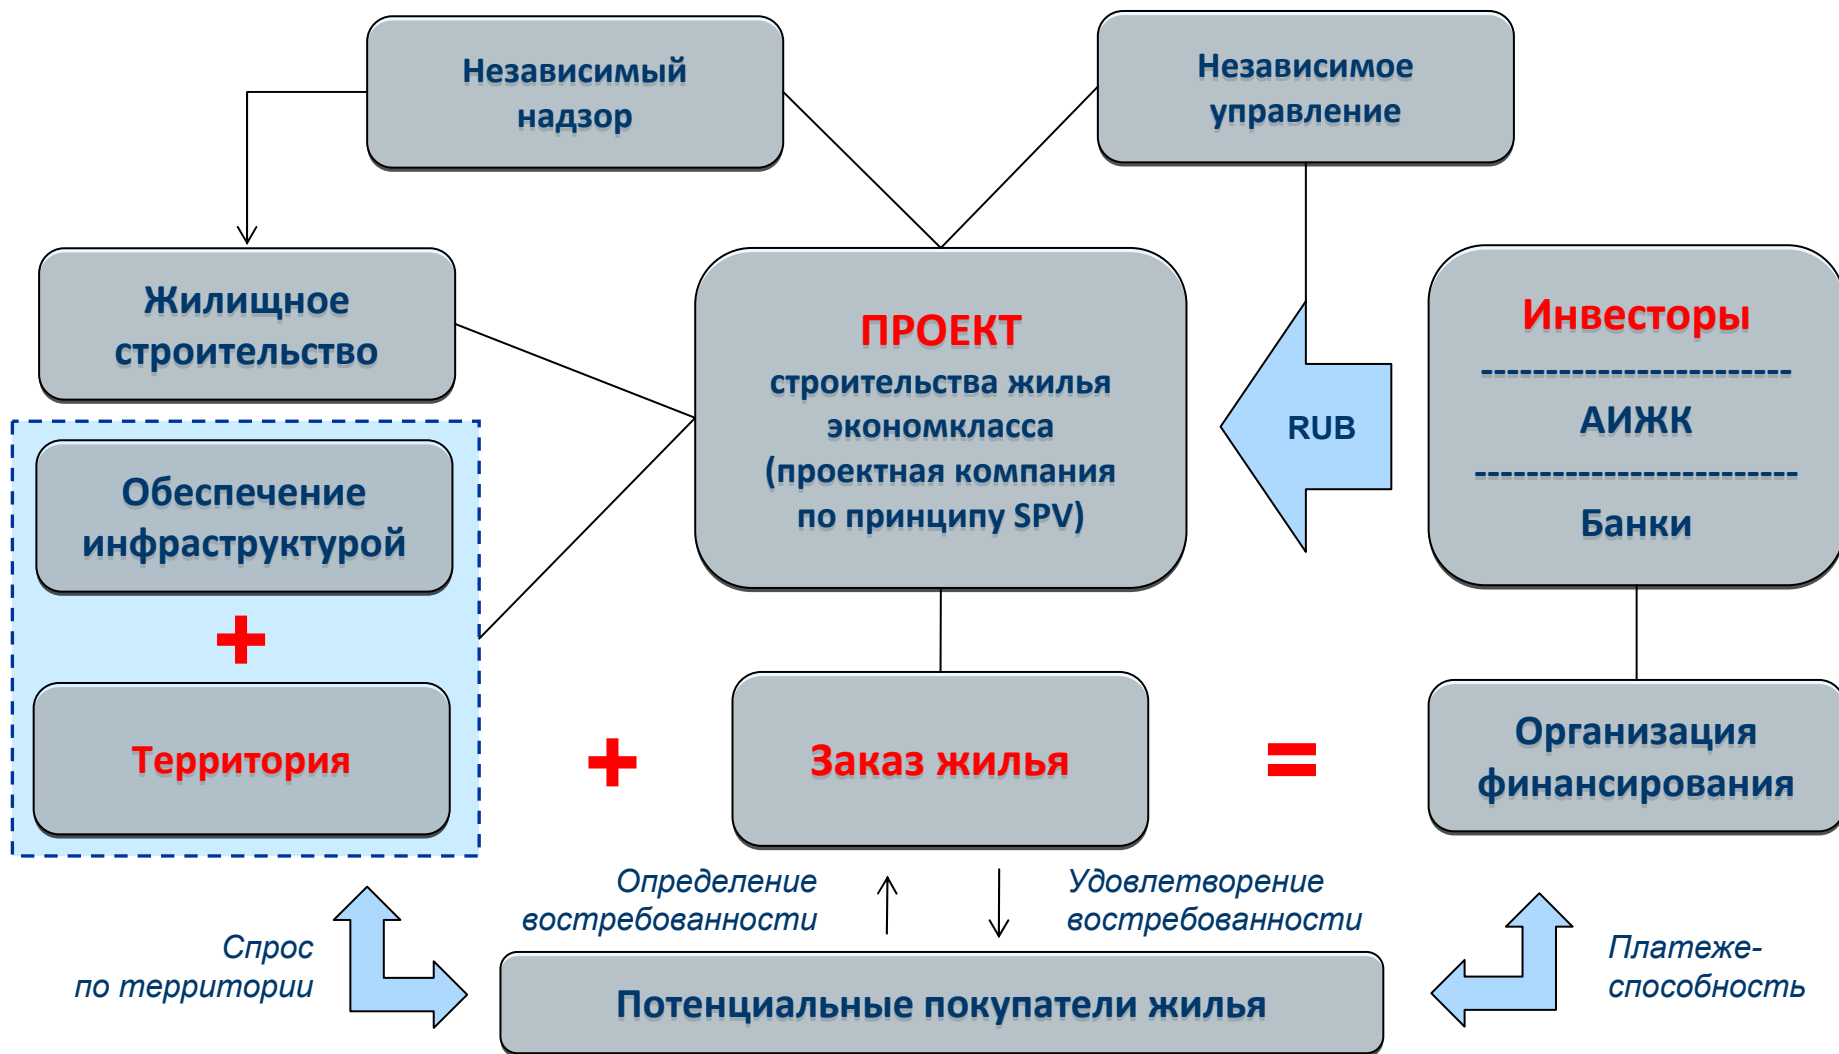 Независимый
надзор
Независимое
управление
Жилищное
строительство
ПРОЕКТ
строительства жилья
экономкласса
(проектная компания
по принципу SPV)
RUB
Инвесторы
------------------------
АИЖК
-------------------------
Банки
Обеспечение
инфраструктурой
+
Территория
+
Заказ жилья
=
Организация
финансирования
Определение
востребованности
Удовлетворение
востребованности
Спрос
по территории
Платеже-
способность
Потенциальные покупатели жилья